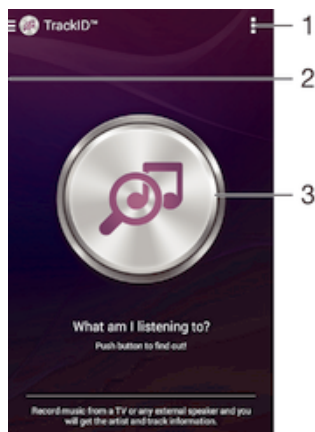 TrackID™
1
2
3
What am I listening to?
Push button to find out!
Record music from a TV or any external speaker and you
will get the artist and track information.